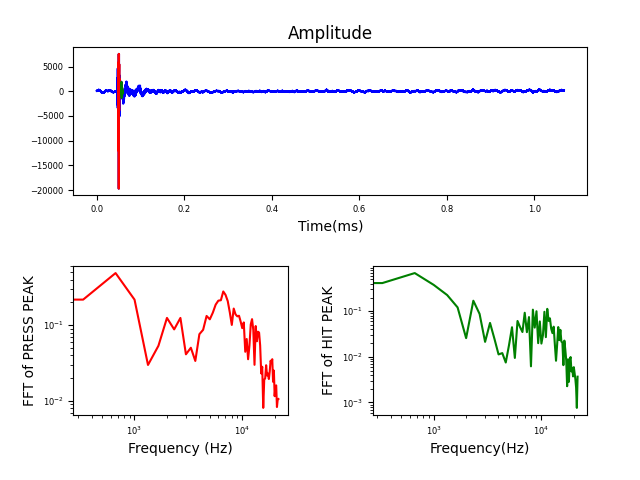 Amplitude
5000
0
−5000
−10000
−15000
−20000
0.0 0.2 0.4 0.6 0.8 1.0
Time(ms)
FFT of PRESS PEAK
10⁻¹
10⁻²
10³ 10⁴
Frequency (Hz)
FFT of HIT PEAK
10⁻¹
10⁻²
10⁻³
10³ 10⁴
Frequency(Hz)